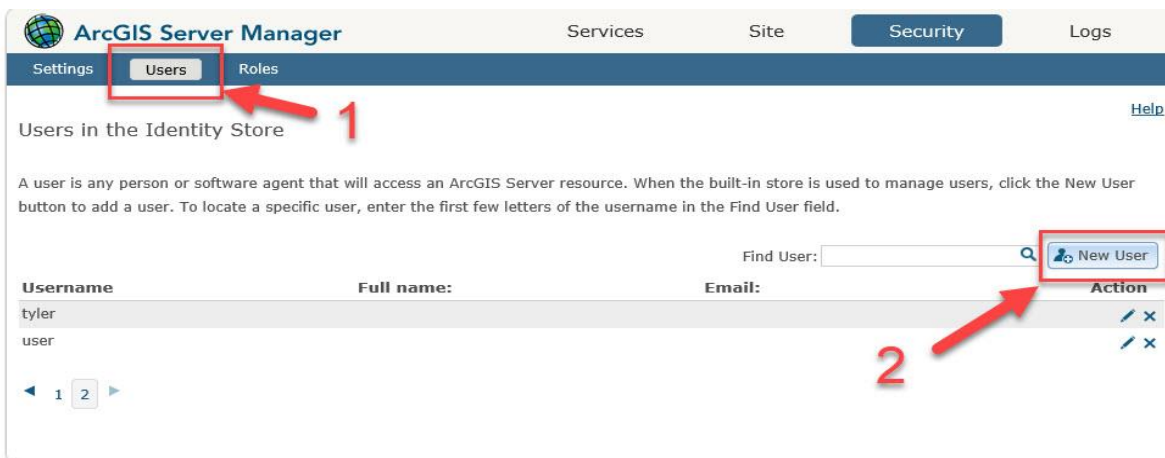 ArcGIS Server Manager Services Site Security Logs
Settings Users Roles
1
Help
Users in the Identity Store
A user is any person or software agent that will access an ArcGIS Server resource. When the built-in store is used to manage users, click the New User
button to add a user. To locate a specific user, enter the first few letters of the username in the Find User field.
Find User: New User
Username Full name: Email: Action
tyler
user
2
1 2